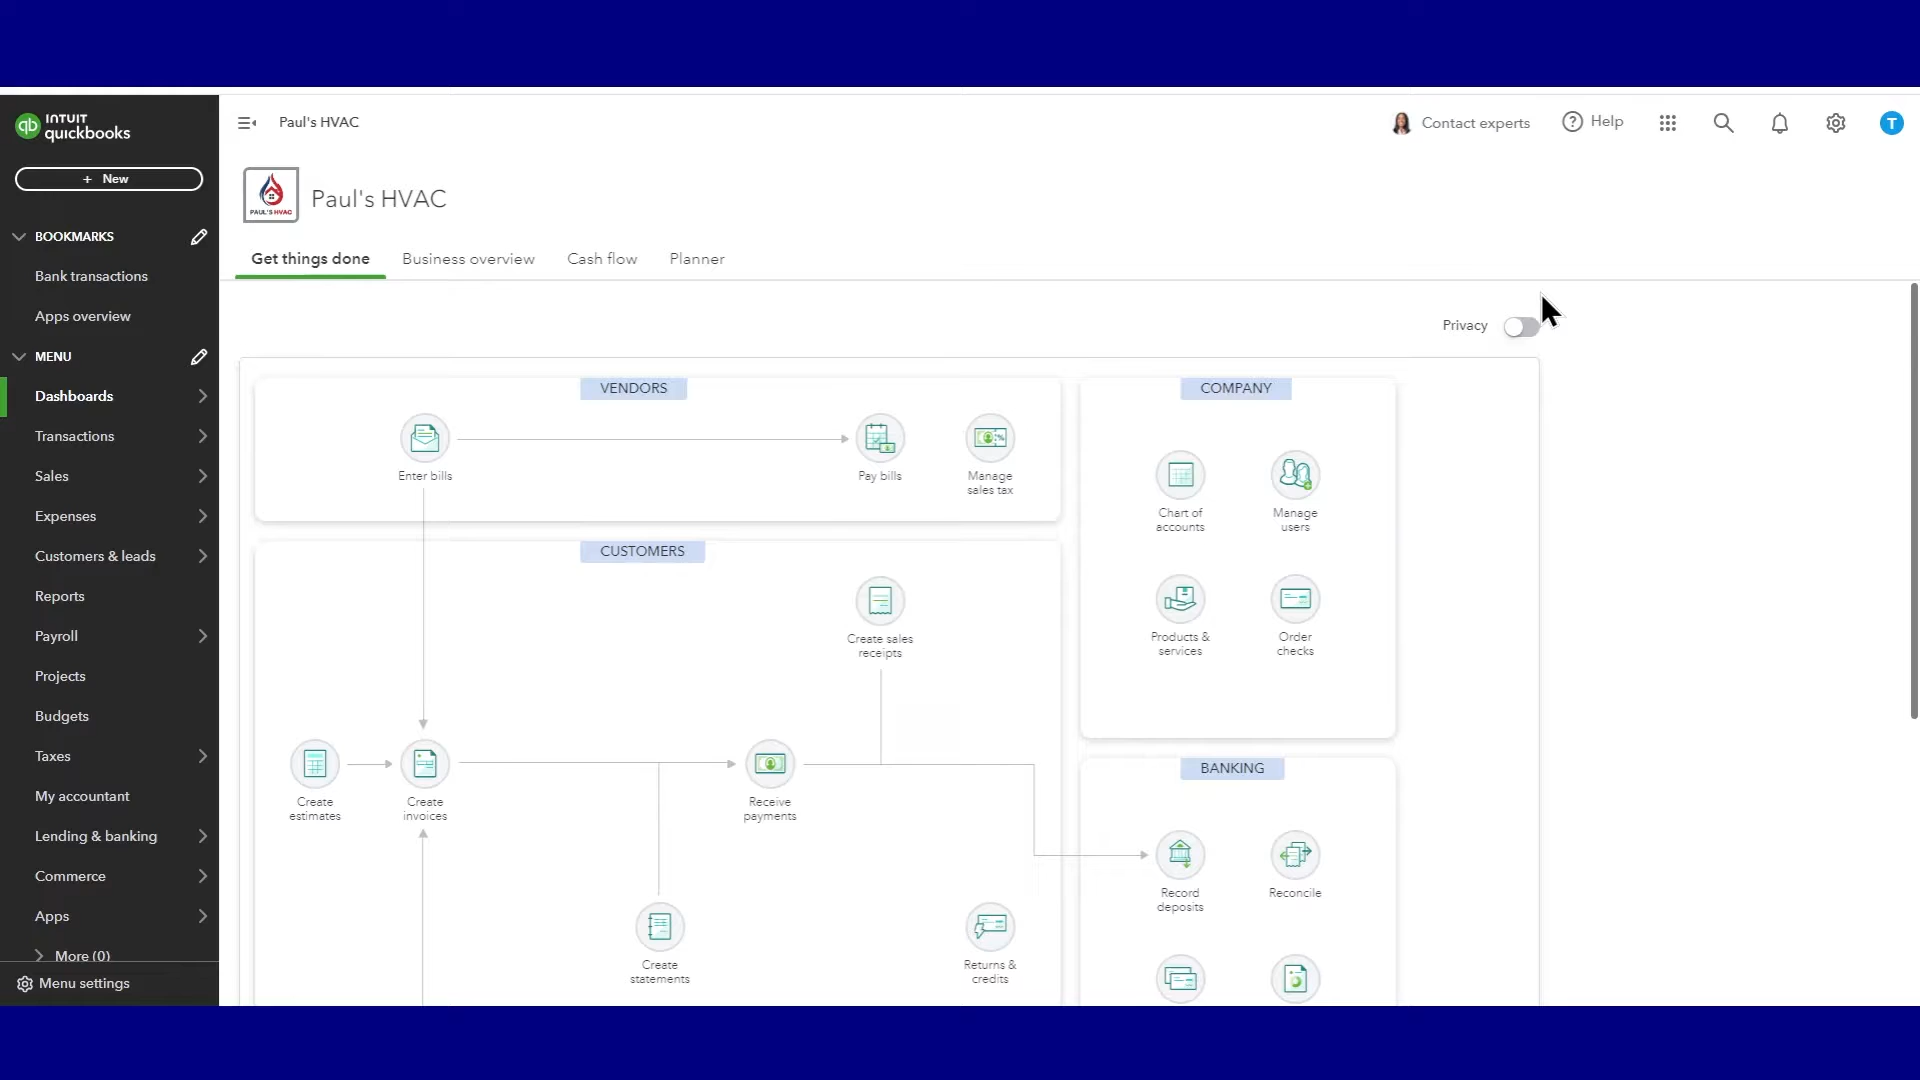 INTUIT
quickbooks
Paul's HVAC
Contact experts
Help
T
+ New
PAUL'S HVAC
Paul's HVAC
BOOKMARKS
Bank transactions
Apps overview
MENU
Dashboards
Transactions
Sales
Expenses
Customers & leads
Reports
Payroll
Projects
Budgets
Taxes
My accountant
Lending & banking
Commerce
Apps
More (0)
Menu settings
Get things done
Business overview
Cash flow
Planner
Privacy
VENDORS
Enter bills
Pay bills
Manage
sales tax
CUSTOMERS
Create sales
receipts
Create
estimates
Create
invoices
Receive
payments
Create
statements
Returns &
credits
COMPANY
Chart of
accounts
Manage
users
Products &
services
Order
checks
BANKING
Record
deposits
Reconcile